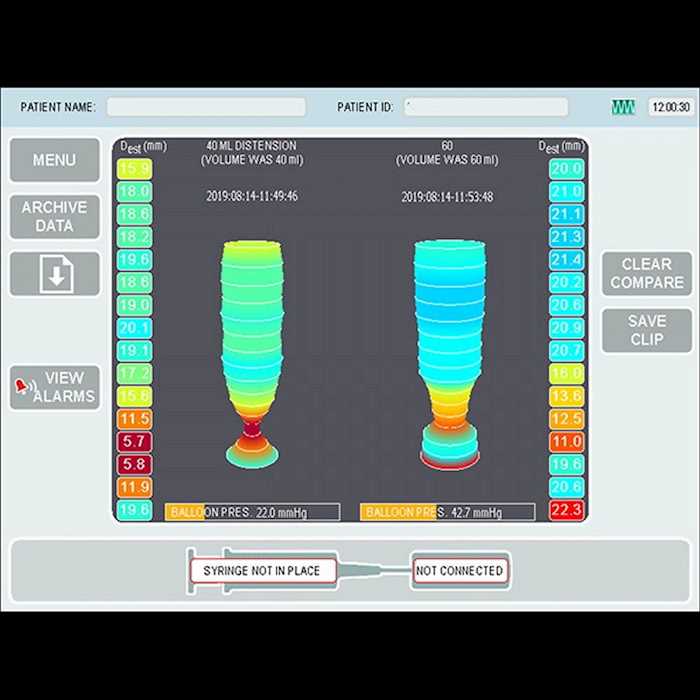 PATIENT NAME:
PATIENT ID:
12:00:30
MENU
ARCHIVE
DATA
VIEW
ALARMS
Dest (mm)
15.9
18.0
18.6
18.2
19.6
18.6
19.0
20.1
19.1
17.2
15.6
11.5
5.7
5.8
11.9
19.6
40 ML DISTENSION
(VOLUME WAS 40 ml)
2019:08:14-11:49:46
BALLOON PRES. 22.0 mmHg
60
(VOLUME WAS 60 ml)
2019:08:14-11:53:48
BALLOON PRES. 42.7 mmHg
Dest (mm)
20.0
21.0
21.1
21.3
21.4
20.2
20.6
20.9
20.7
16.0
13.6
12.5
11.0
19.6
20.6
22.3
CLEAR
COMPARE
SAVE
CLIP
SYRINGE NOT IN PLACE
NOT CONNECTED